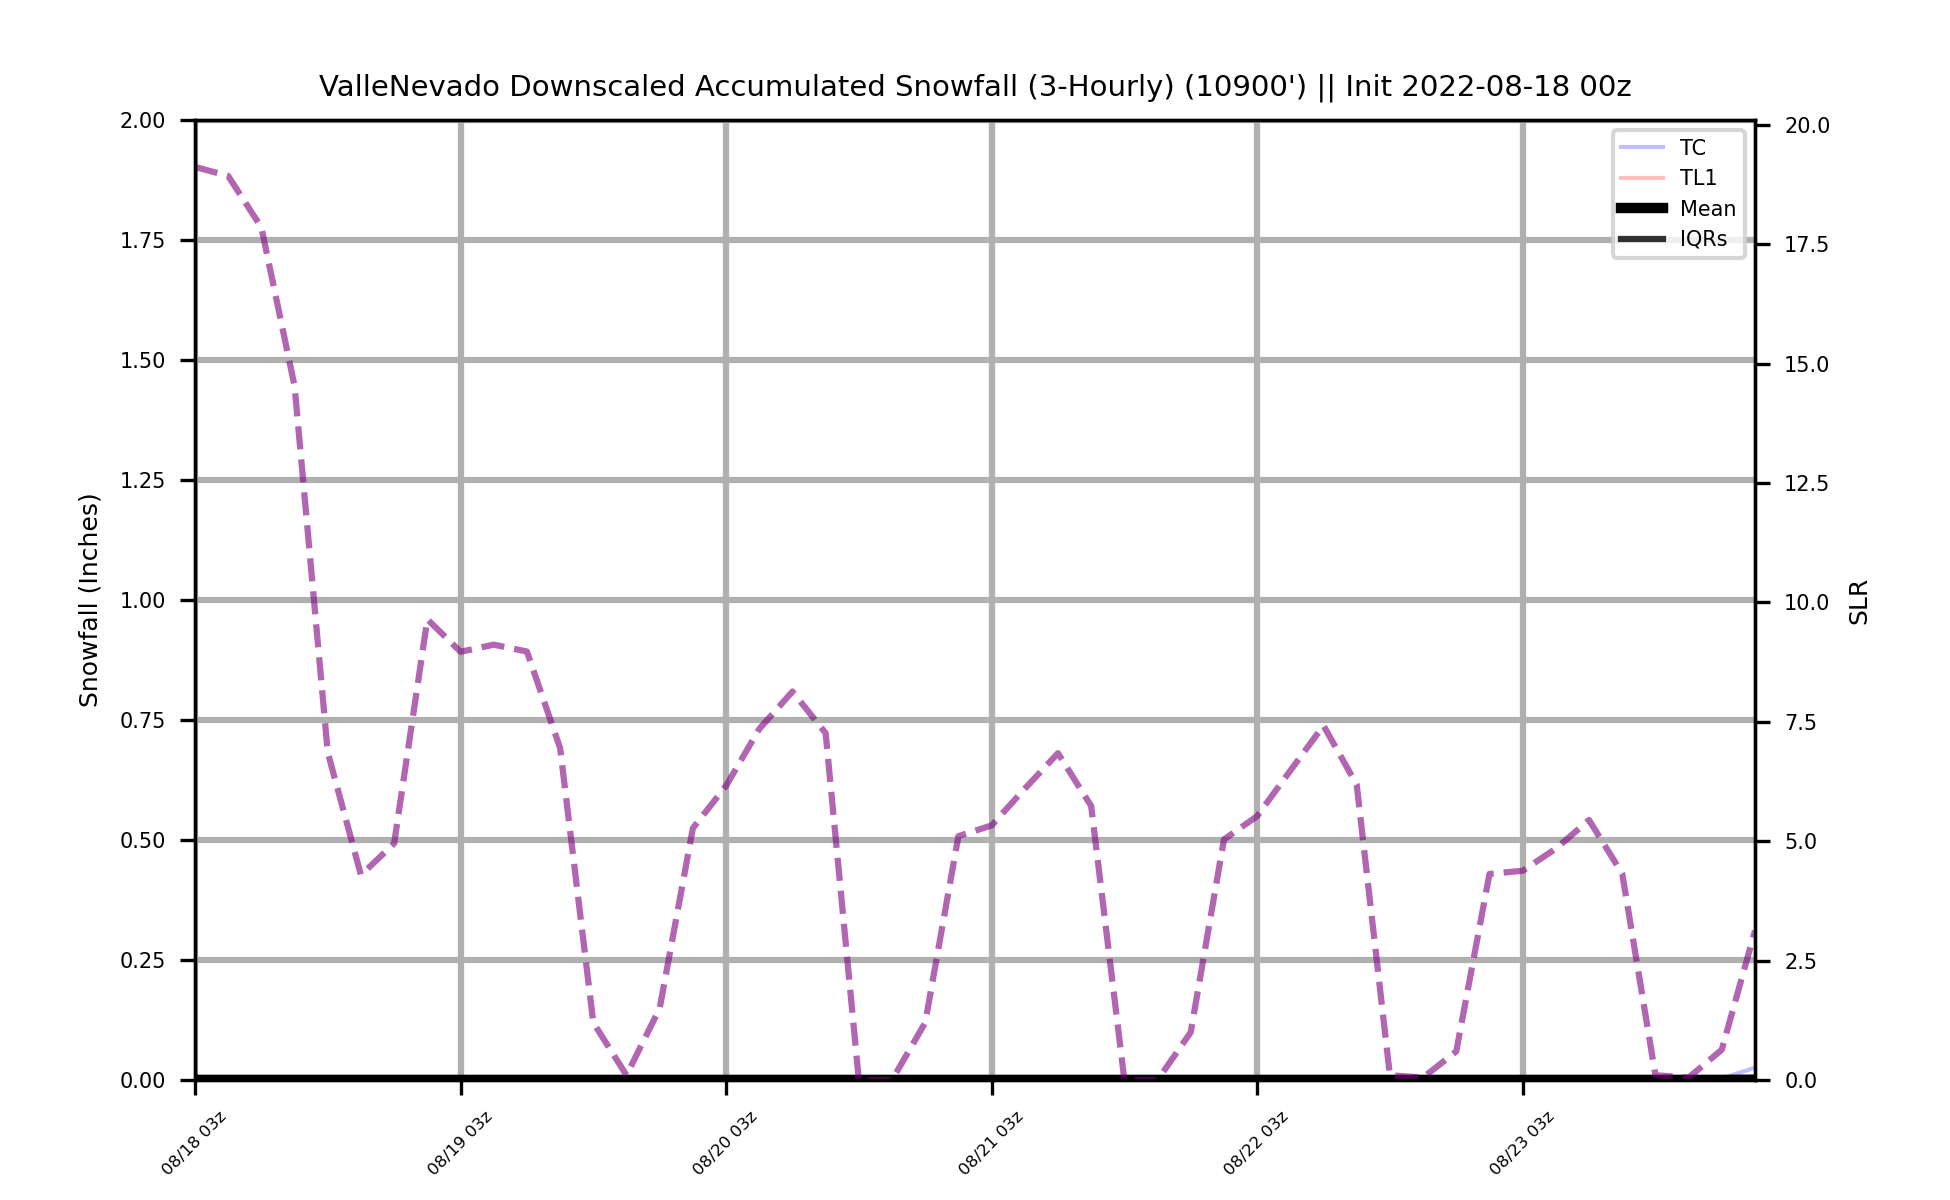 ValleNevado Downscaled Accumulated Snowfall (3-Hourly) (10900') || Init 2022-08-18 00z
2.00
1.75
1.50
1.25
1.00
0.75
0.50
0.25
0.00
Snowfall (Inches)
TC
TL1
Mean
IQRs
20.0
17.5
15.0
12.5
10.0
7.5
5.0
2.5
0.0
SLR
08/18 03z
08/19 03z
08/20 03z
08/21 03z
08/22 03z
08/23 03z